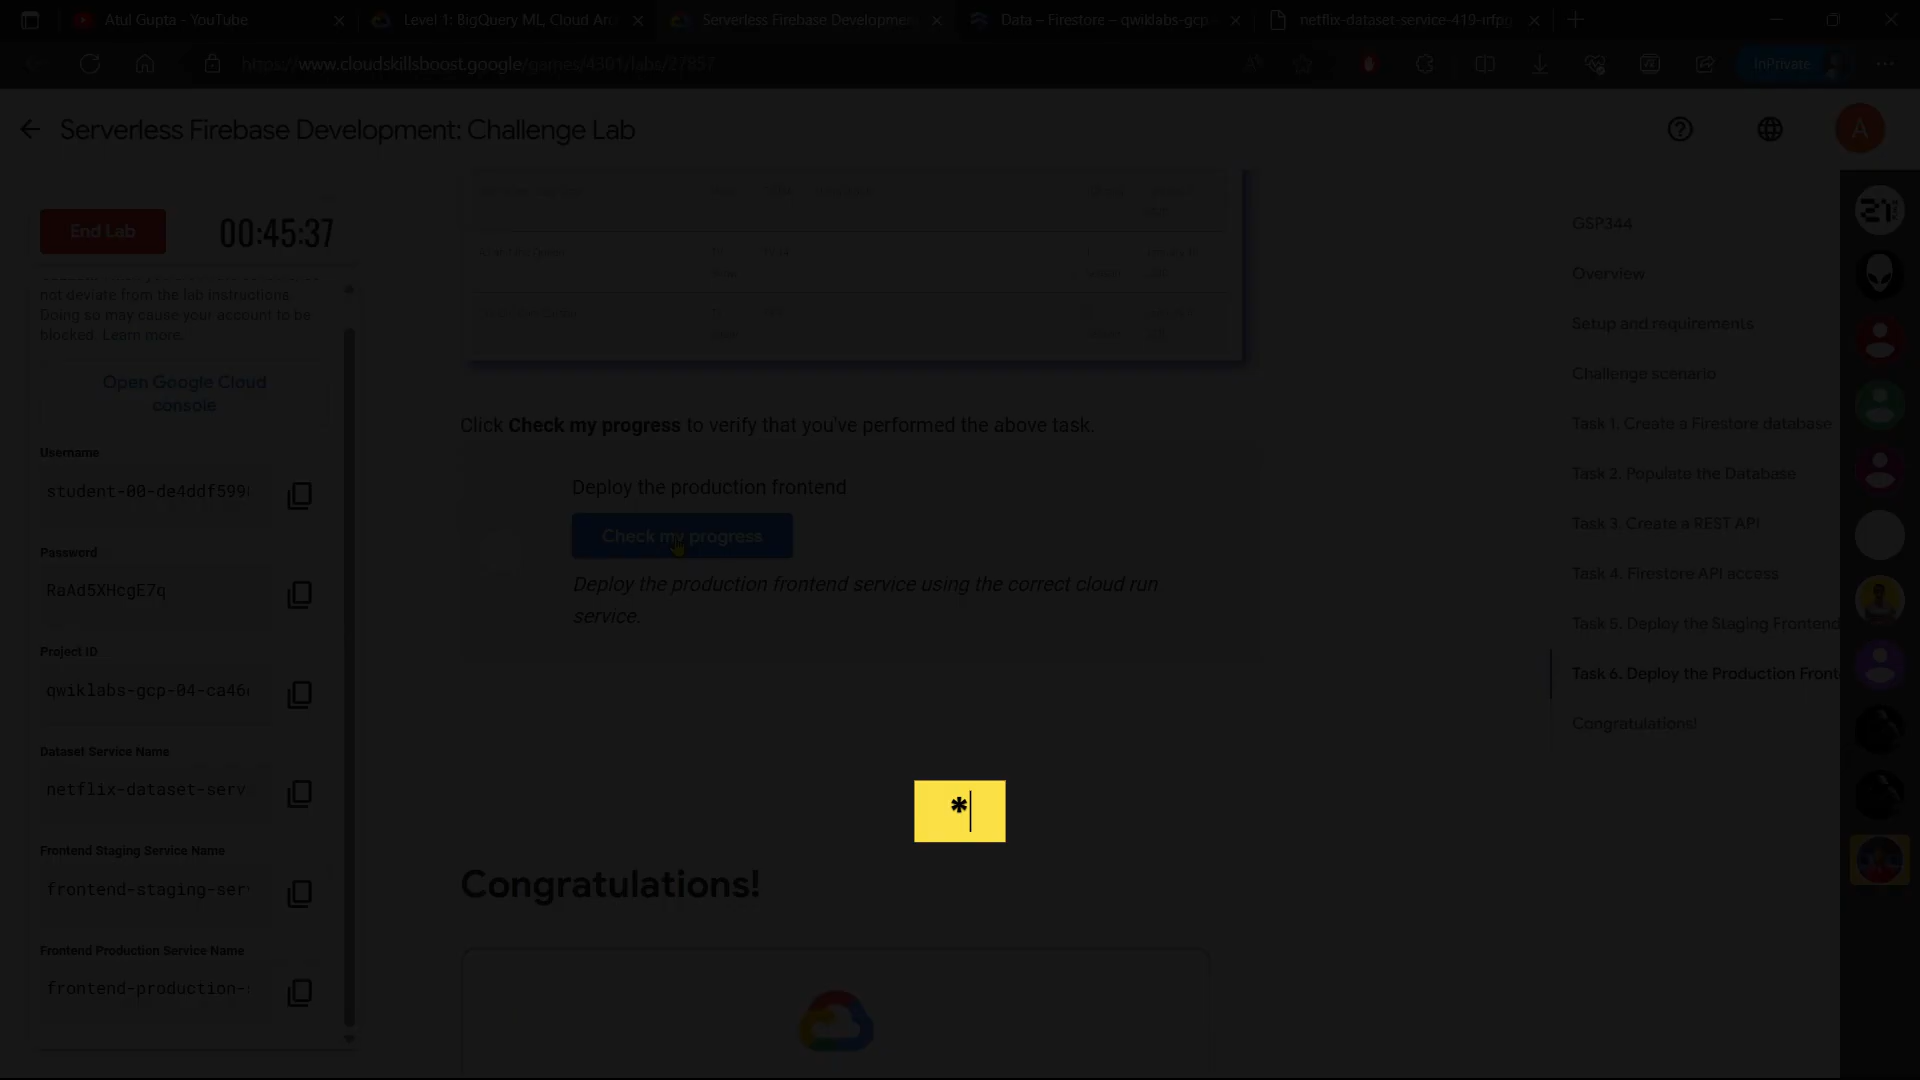 Atul Gupta - YouTube
Level 1: BigQuery ML, Cloud Arc
Serverless Firebase Developmen
Data – Firestore – qwiklabs-gcp-
netflix-dataset-service-419-irfpn
https://www.cloudskillsboost.google/games/4301/labs/27857
InPrivate
Serverless Firebase Development: Challenge Lab
A
End Lab
00:45:37
not deviate from the lab instructions.
Doing so may cause your account to be
blocked. Learn more.
Open Google Cloud
console
Username
student-00-de4ddf599
Password
RaAd5XHcgE7q
Project ID
qwiklabs-gcp-04-ca46
Dataset Service Name
netflix-dataset-serv
Frontend Staging Service Name
frontend-staging-ser
Frontend Production Service Name
frontend-production-
Click Check my progress to verify that you've performed the above task.
Deploy the production frontend
Check my progress
Deploy the production frontend service using the correct cloud run
service.
*
Congratulations!
GSP344
Overview
Setup and requirements
Challenge scenario
Task 1. Create a Firestore database
Task 2. Populate the Database
Task 3. Create a REST API
Task 4. Firestore API access
Task 5. Deploy the Staging Frontend
Task 6. Deploy the Production Front
Congratulations!
21